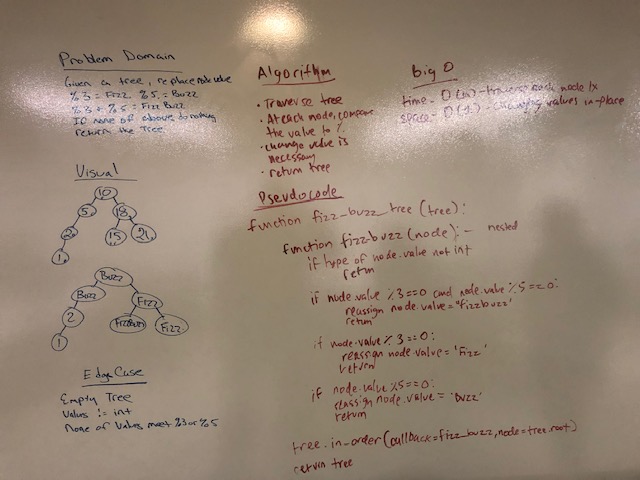 Problem Domain
Given a tree, replace node value
%3 = Fizz %5 = Buzz
%3 + %5 = FizzBuzz
If none of above do nothing
return the tree
Visual
10
5 18
2 15 21
1
Buzz
Buzz Fizz
2 FizzBuzz Fizz
1
Edge Case
Empty Tree
Values != int
None of values meet %3 or %5
Algorithm
• Traverse tree
• At each node, compare
the value to %
• change value is
necessary
• return tree
big O
time - O(n) - traverse each node 1x
space - O(1) - changing values in-place
Pseudocode
function fizz_buzz_tree (tree):
function fizz_buzz (node): - nested
if type of node.value not int
return
if node.value %3==0 and node.value %5==0:
reassign node.value = 'Fizzbuzz'
return
if node.value % 3==0:
reassign node.value = 'Fizz'
return
if node.value %5==0:
reassign node.value = 'buzz'
return
tree.in_order(callback=fizz_buzz, node=tree.root)
return tree